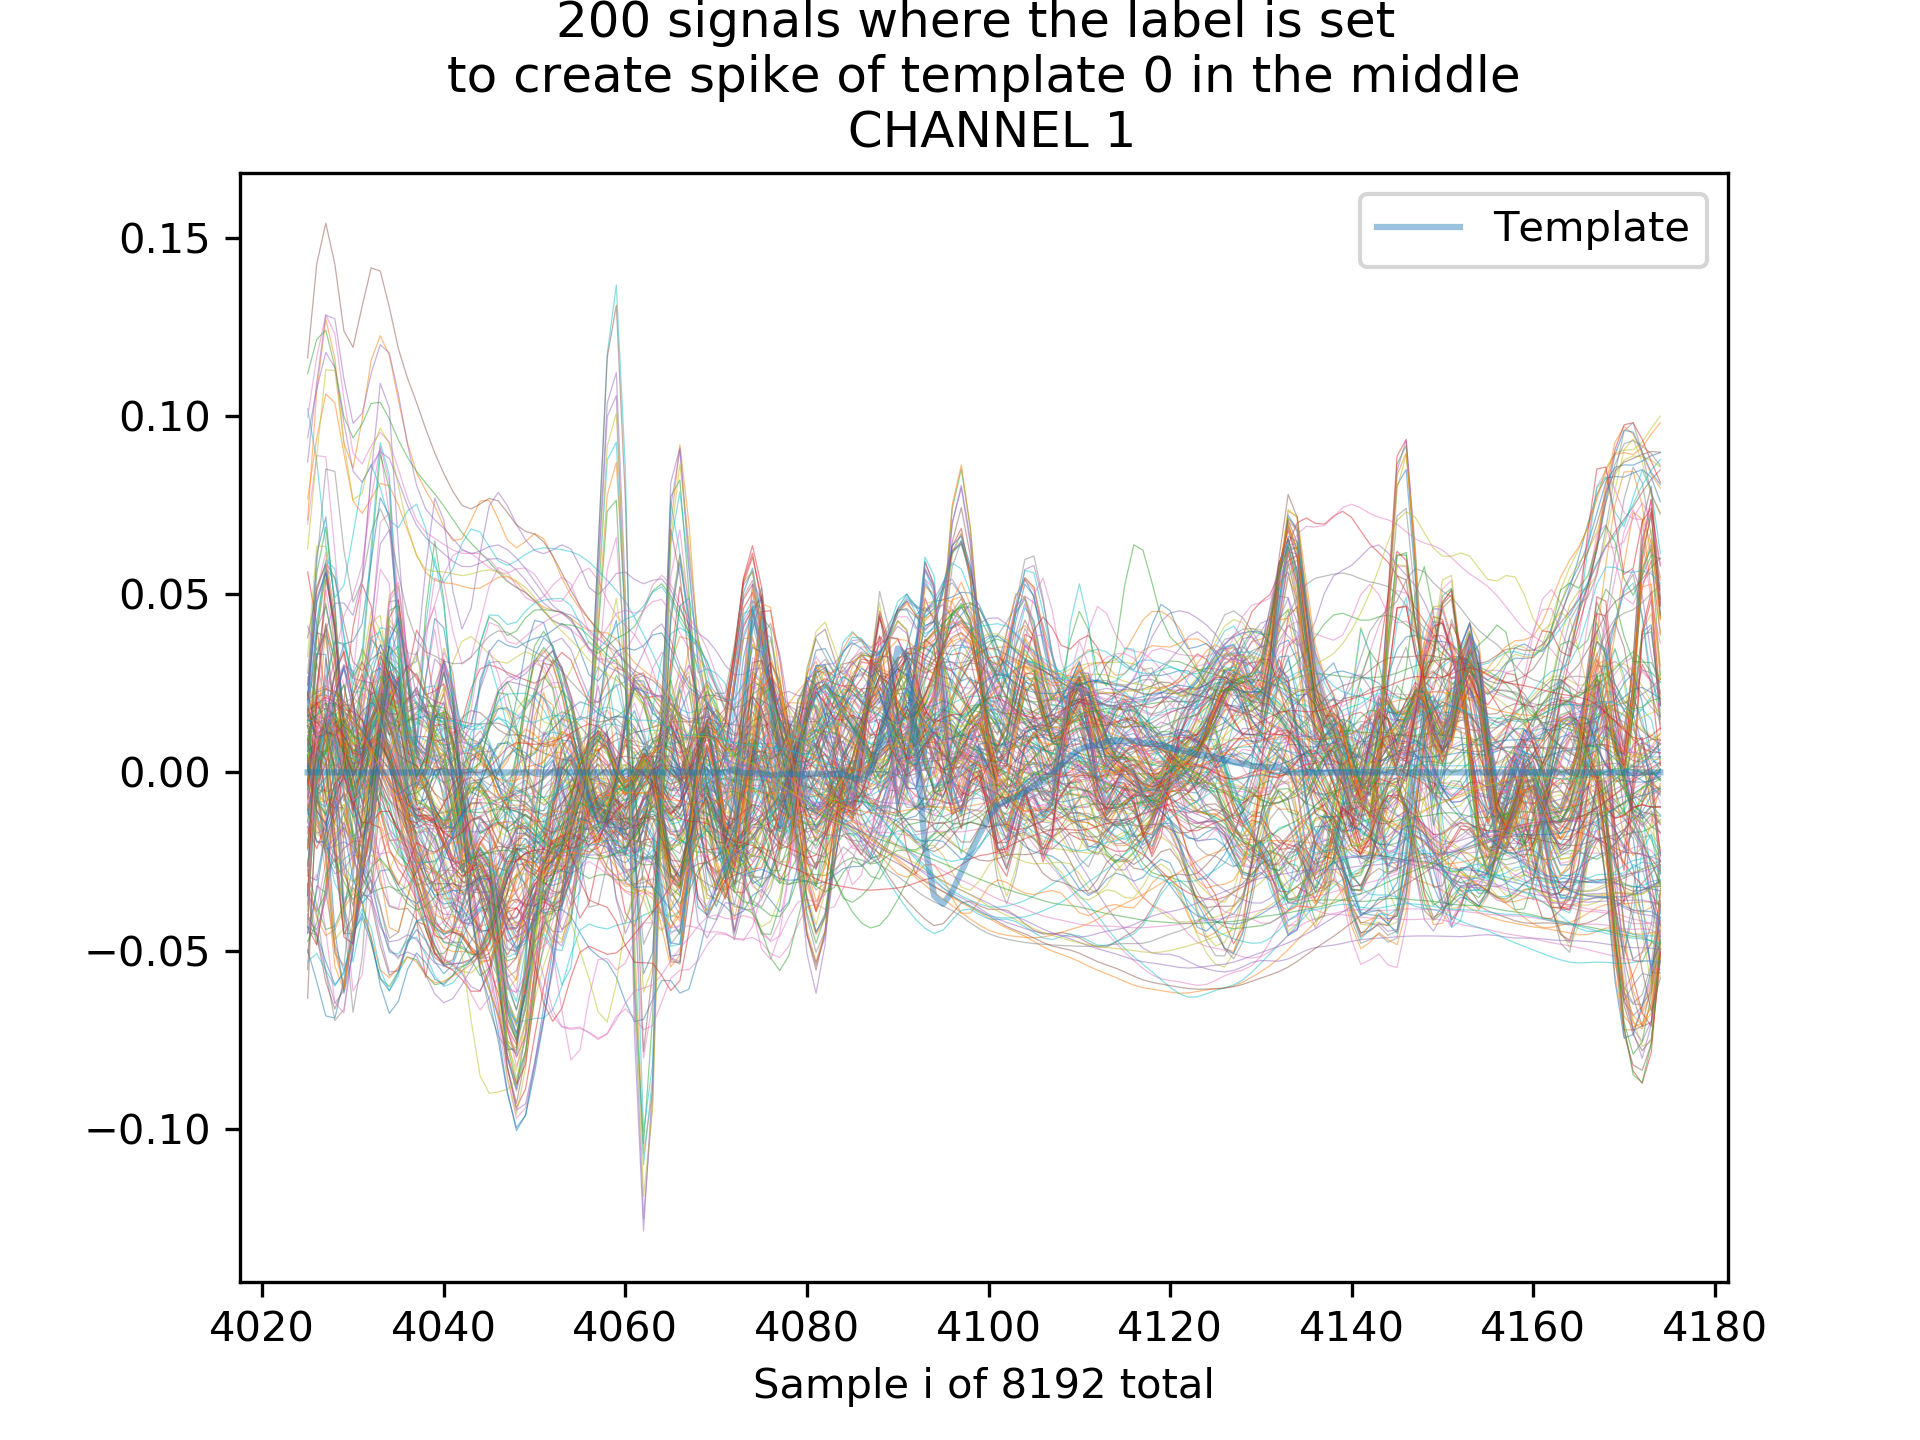 200 signals where the label is set
to create spike of template 0 in the middle
CHANNEL 1
Template
0.15
0.10
0.05
0.00
−0.05
−0.10
4020 4040 4060 4080 4100 4120 4140 4160 4180
Sample i of 8192 total